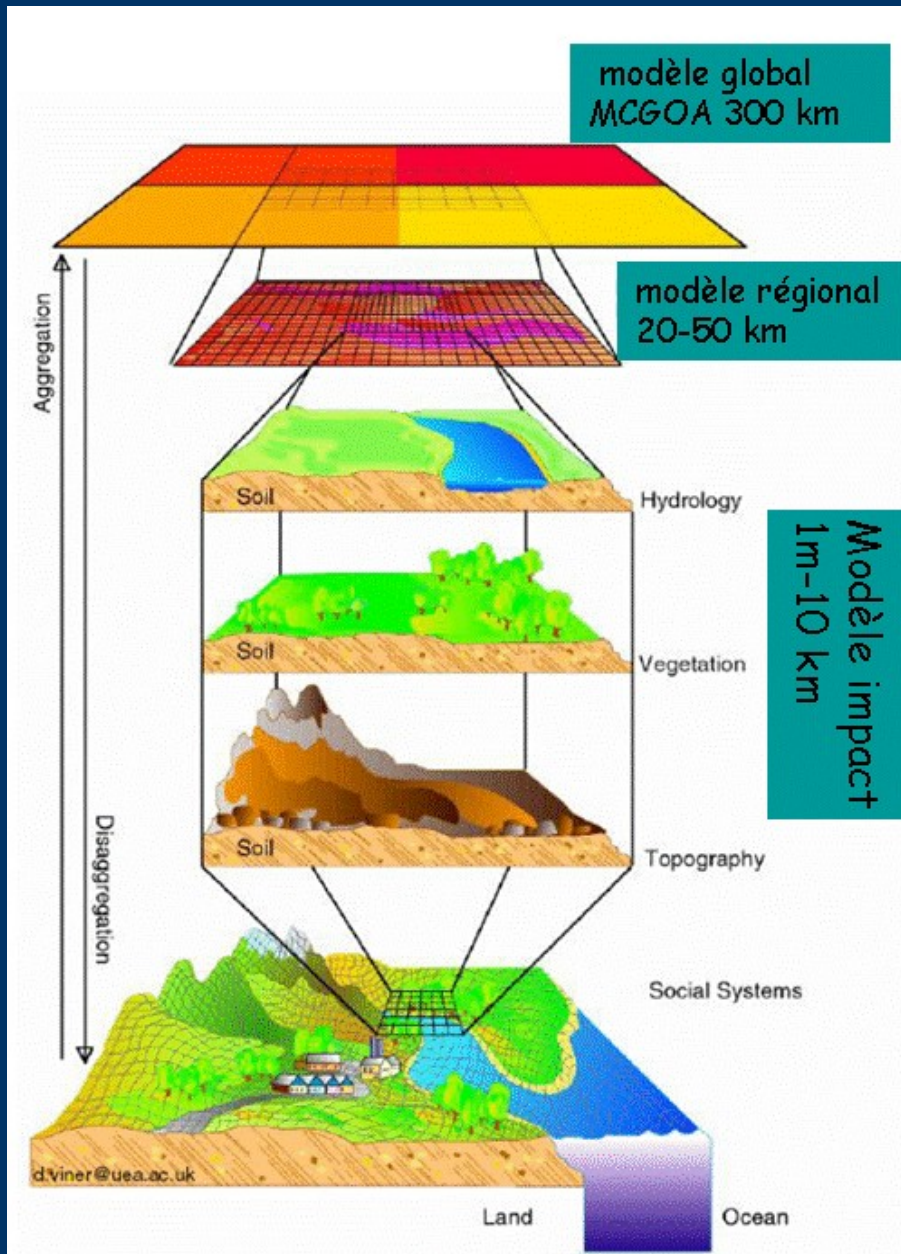 modèle global
MCGOA 300 km
modèle régional
20-50 km
Aggregation
Disaggregation
Soil
Hydrology
Modèle impact
1m-10 km
Soil
Vegetation
Soil
Topography
Social Systems
d.viner@uea.ac.uk
Land
Ocean